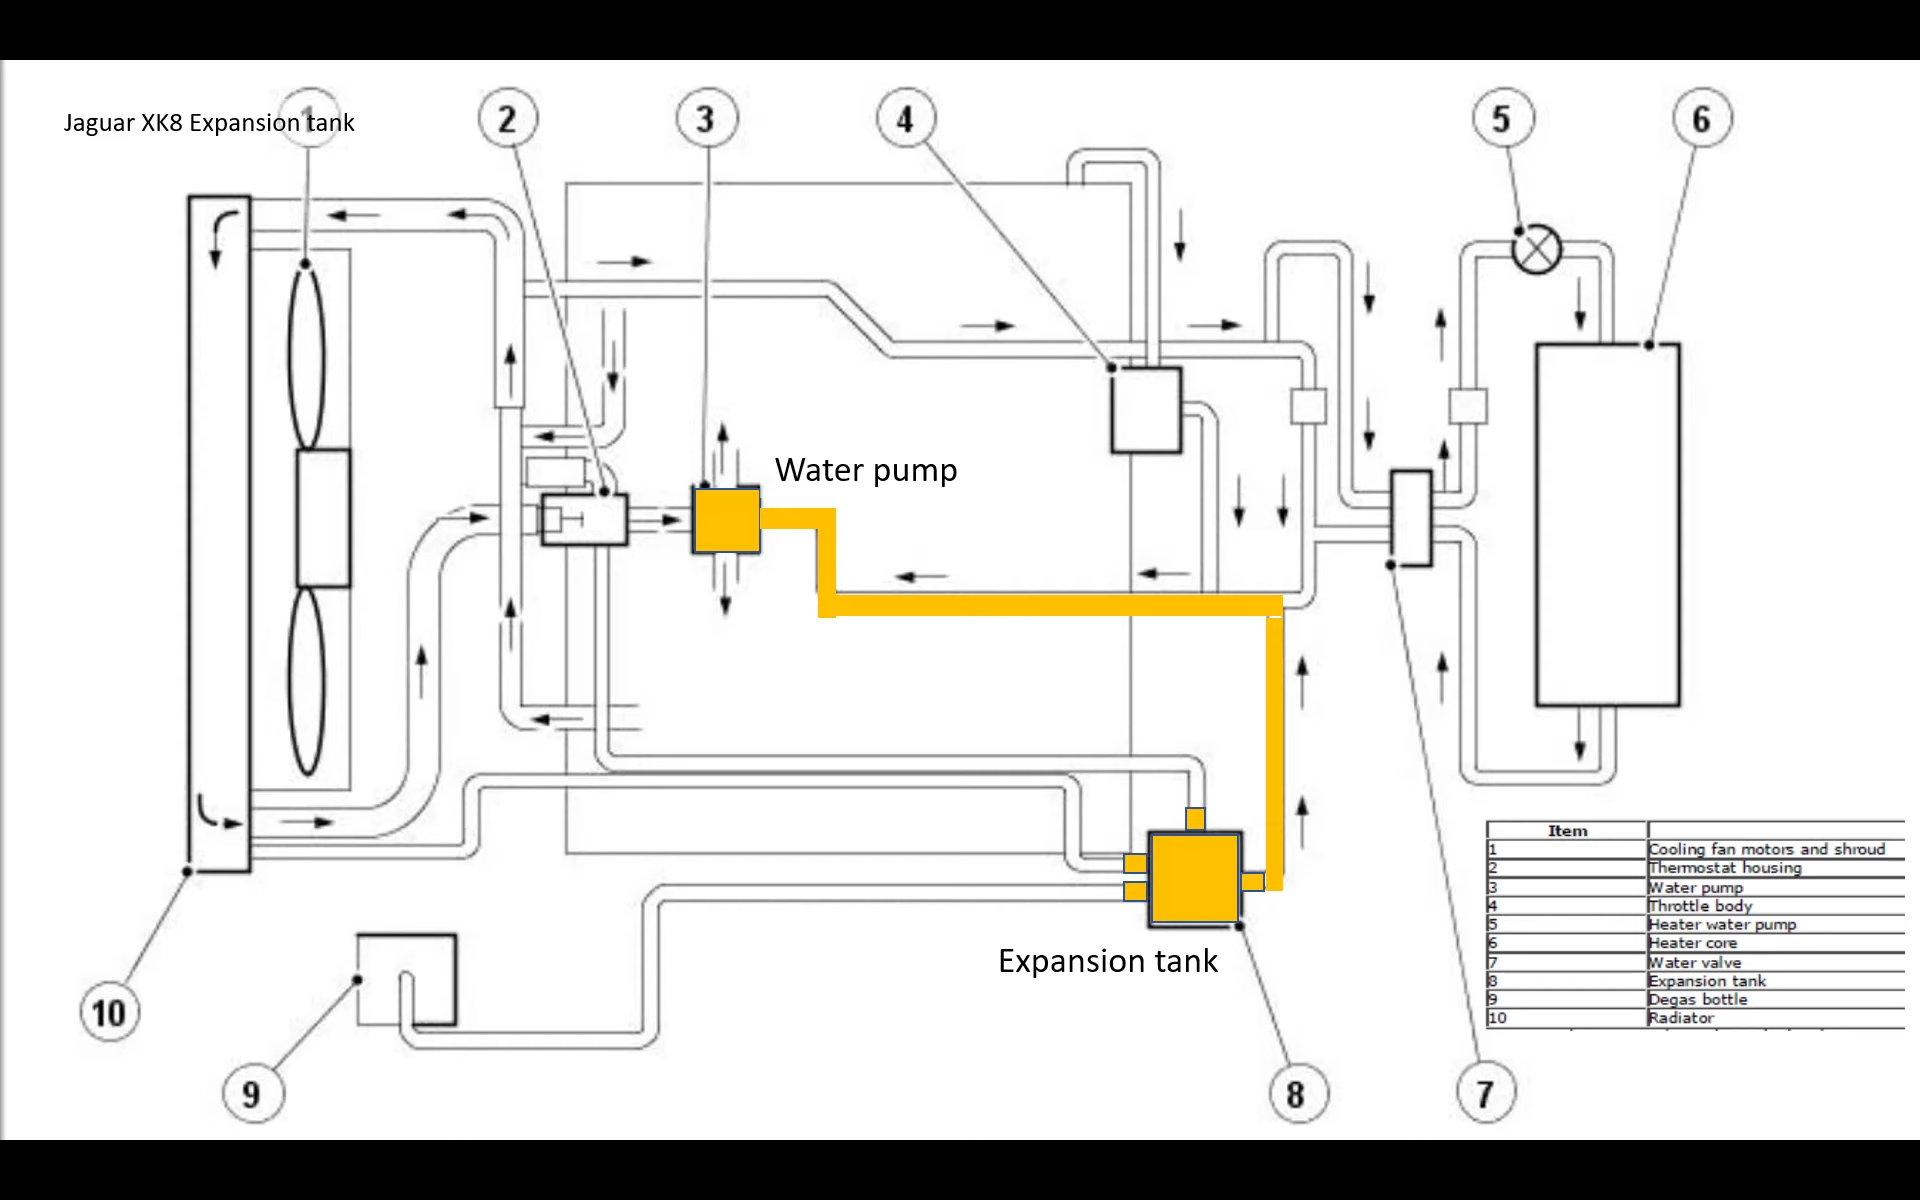 1
2
3
4
5
6
Jaguar XK8 Expansion tank
Water pump
Item
1 Cooling fan motors and shroud
2 Thermostat housing
3 Water pump
4 Throttle body
5 Heater water pump
6 Heater core
7 Water valve
8 Expansion tank
9 Degas bottle
10 Radiator
Expansion tank
10
9
8
7